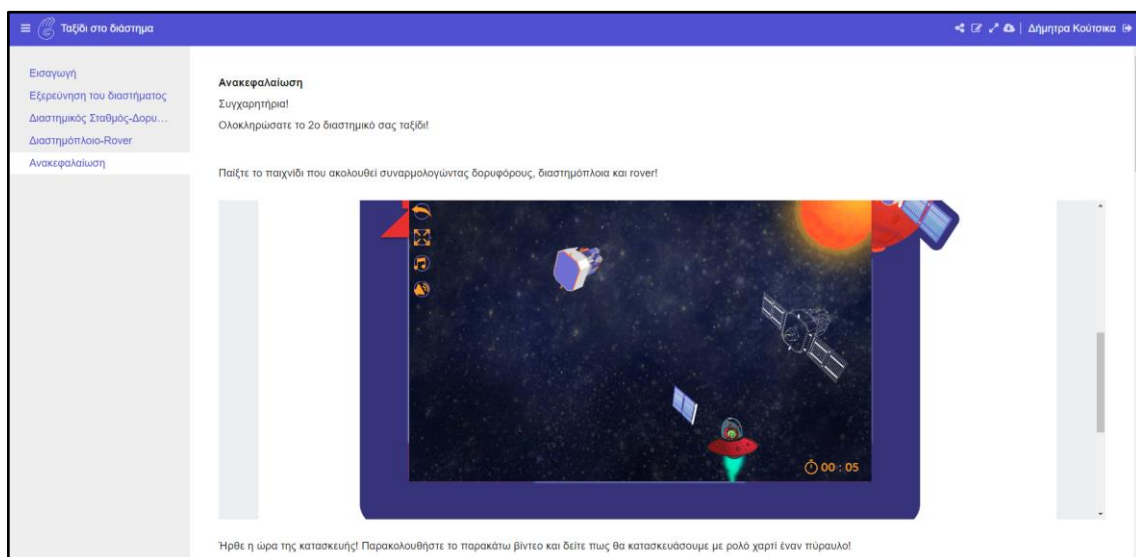 Ταξίδι στο διάστημα
Δήμητρα Κούτσικα
Εισαγωγή
Εξερεύνηση του διαστήματος
Διαστημικός Σταθμός-Δορυ...
Διαστημόπλοιο-Rover
Ανακεφαλαίωση
Ανακεφαλαίωση
Συγχαρητήρια!
Ολοκληρώσατε το 2ο διαστημικό σας ταξίδι!
Παίξτε το παιχνίδι που ακολουθεί συναρμολογώντας δορυφόρους, διαστημόπλοια και rover!
00 : 05
Ήρθε η ώρα της κατασκευής! Παρακολουθήστε το παρακάτω βίντεο και δείτε πως θα κατασκευάσουμε με ρολό χαρτί έναν πύραυλο!